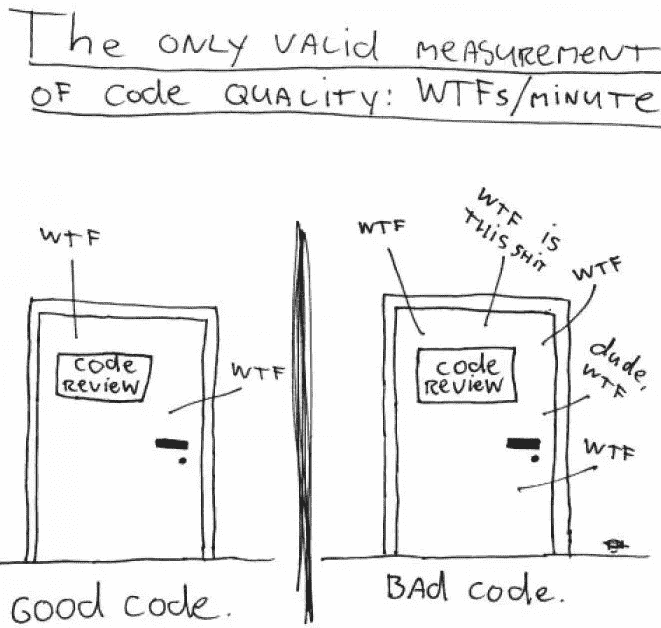 The ONLY VALid MEASUREMENT
OF Code QUALITY: WTFs/MINUTE
WTF
code
REViEW
WTF
Good code.
WTF
WTF is
THIS SHiT
WTF
code
REViEW
dude,
WTF
WTF
BAd code.